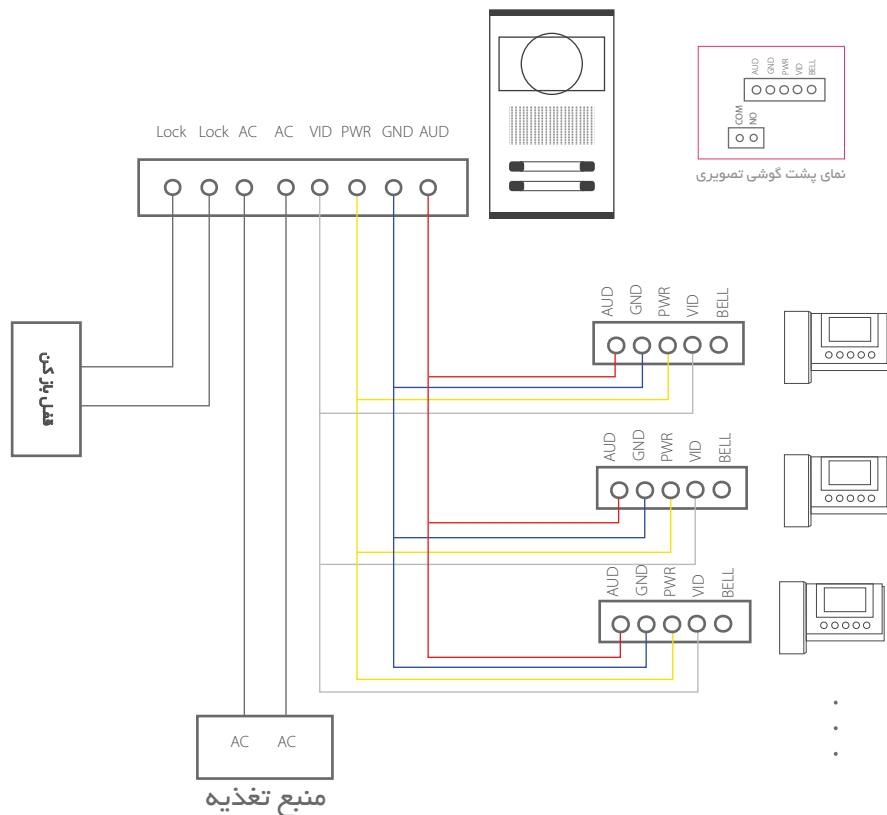 AUD GND PWR VID BELL
COM NO
نمای پشت گوشی تصویری
Lock Lock AC AC VID PWR GND AUD
AUD GND PWR VID BELL
قفل بازکن
AUD GND PWR VID BELL
AUD GND PWR VID BELL
AC AC
منبع تغذیه